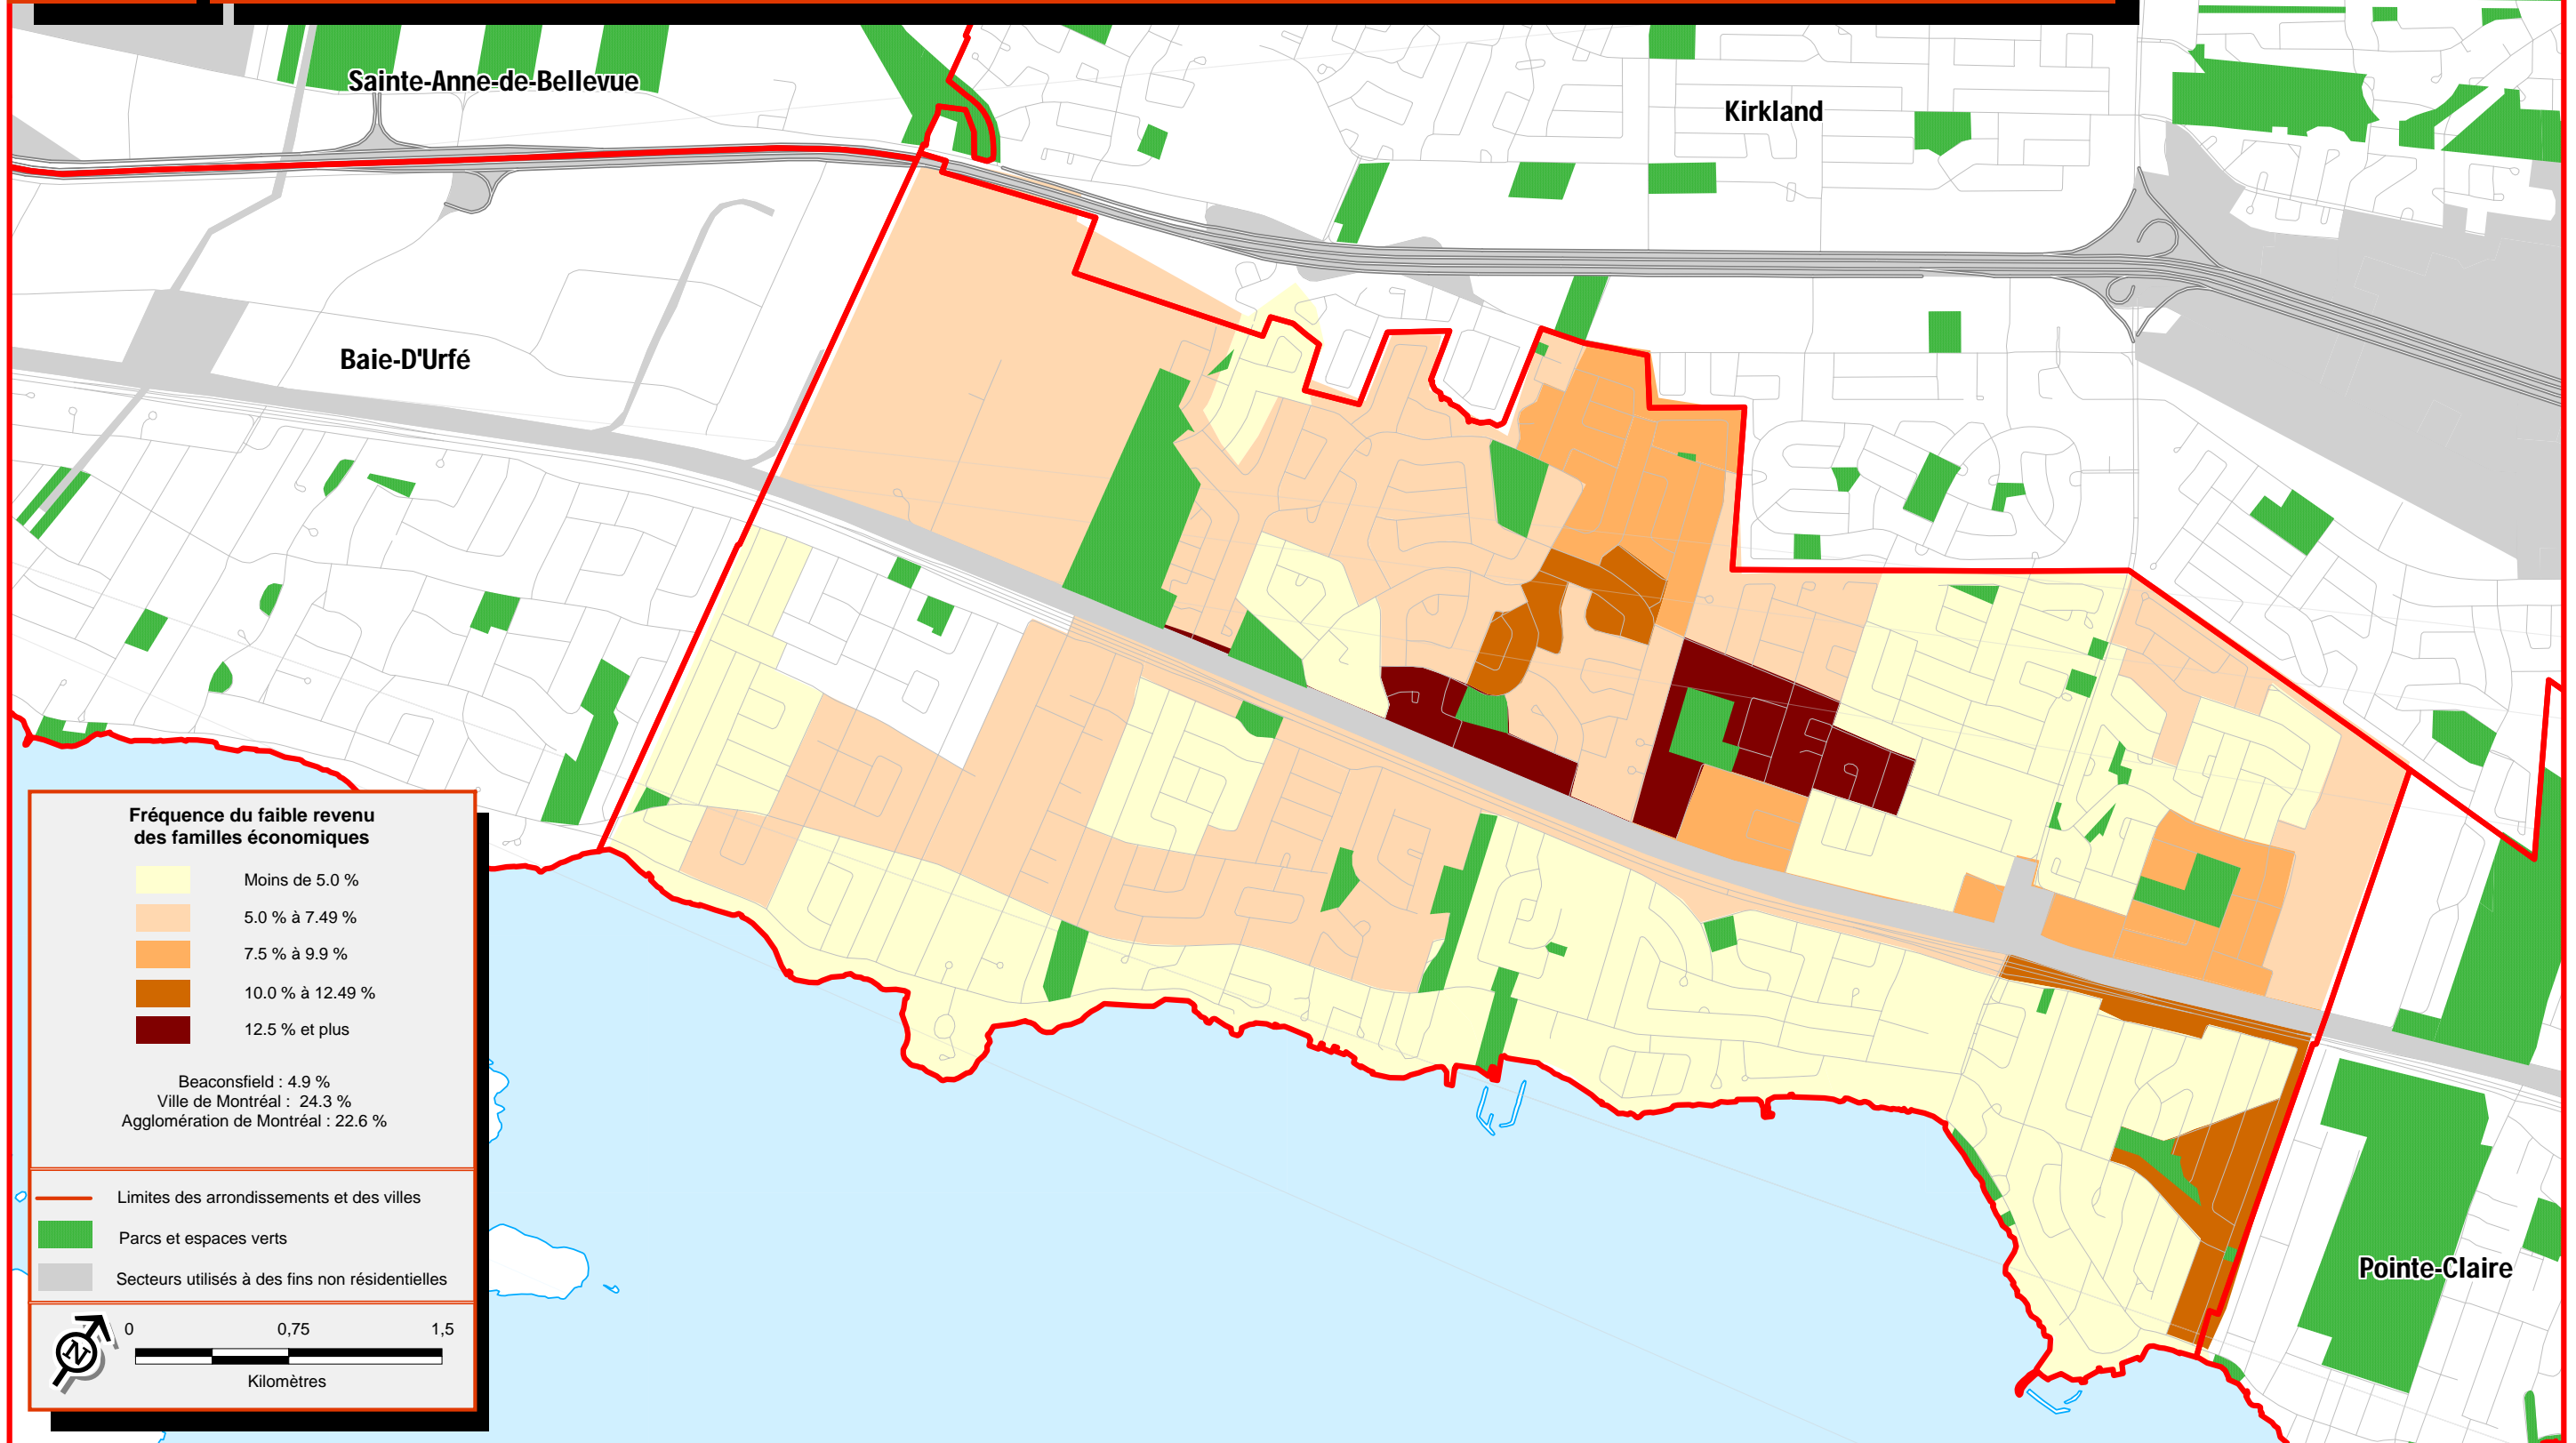 Sainte-Anne-de-Bellevue
Kirkland
Baie-D'Urfé
Fréquence du faible revenu
des familles économiques
Moins de 5.0 %
5.0 % à 7.49 %
7.5 % à 9.9 %
10.0 % à 12.49 %
12.5 % et plus
Beaconsfield : 4.9 %
Ville de Montréal : 24.3 %
Agglomération de Montréal : 22.6 %
Limites des arrondissements et des villes
Parcs et espaces verts
Secteurs utilisés à des fins non résidentielles
N
0 0,75 1,5
Kilomètres
Pointe-Claire